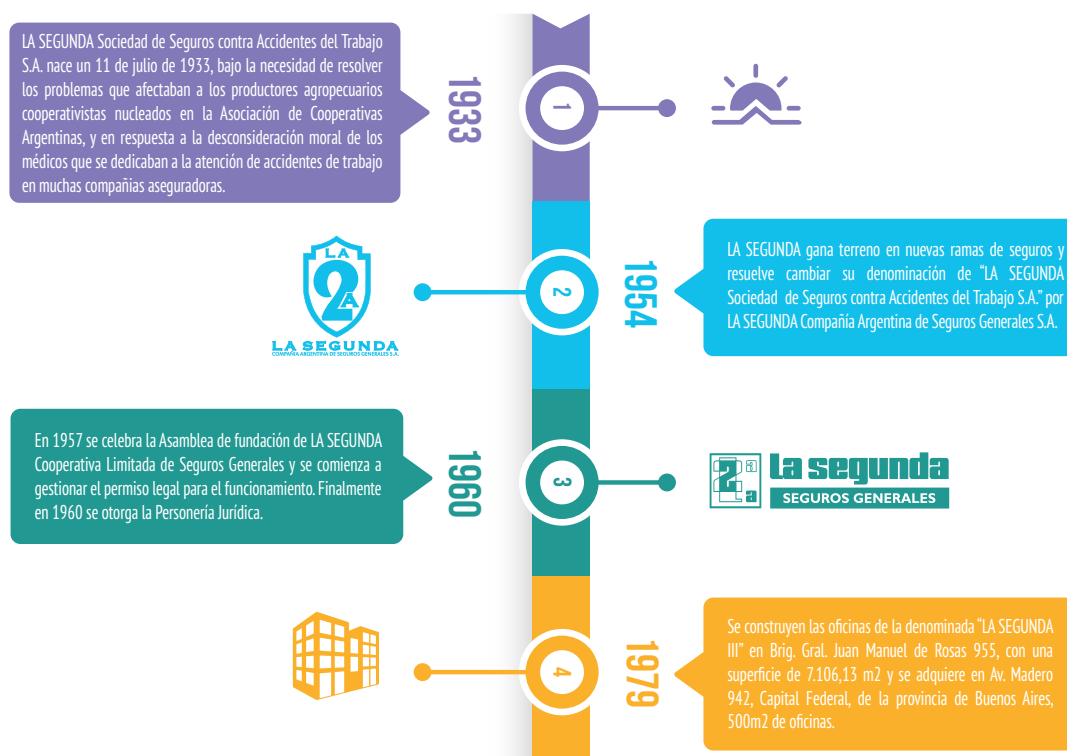 LA SEGUNDA Sociedad de Seguros contra Accidentes del Trabajo
S.A. nace un 11 de julio de 1933, bajo la necesidad de resolver
los problemas que afectaban a los productores agropecuarios
cooperativistas nucleados en la Asociación de Cooperativas
Argentinas, y en respuesta a la desconsideración moral de los
médicos que se dedicaban a la atención de accidentes de trabajo
en muchas compañias aseguradoras.
1933
1
LA
2A
LA SEGUNDA
COMPAÑÍA ARGENTINA DE SEGUROS GENERALES S.A.
2
1954
LA SEGUNDA gana terreno en nuevas ramas de seguros y
resuelve cambiar su denominación de "LA SEGUNDA
Sociedad de Seguros contra Accidentes del Trabajo S.A." por
LA SEGUNDA Compañía Argentina de Seguros Generales S.A.
En 1957 se celebra la Asamblea de fundación de LA SEGUNDA
Cooperativa Limitada de Seguros Generales y se comienza a
gestionar el permiso legal para el funcionamiento. Finalmente
en 1960 se otorga la Personería Jurídica.
1960
3
2a
la segunda
SEGUROS GENERALES
4
1979
Se construyen las oficinas de la denominada "LA SEGUNDA
III" en Brig. Gral. Juan Manuel de Rosas 955, con una
superficie de 7.106,13 m2 y se adquiere en Av. Madero
942, Capital Federal, de la provincia de Buenos Aires,
500m2 de oficinas.